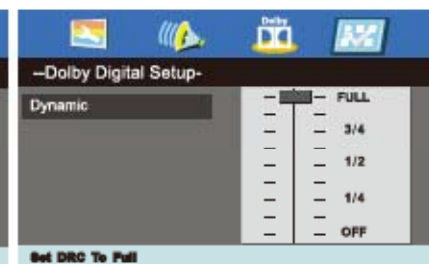 Dolby
--Dolby Digital Setup-
Dynamic
FULL
3/4
1/2
1/4
OFF
Set DRC To Full